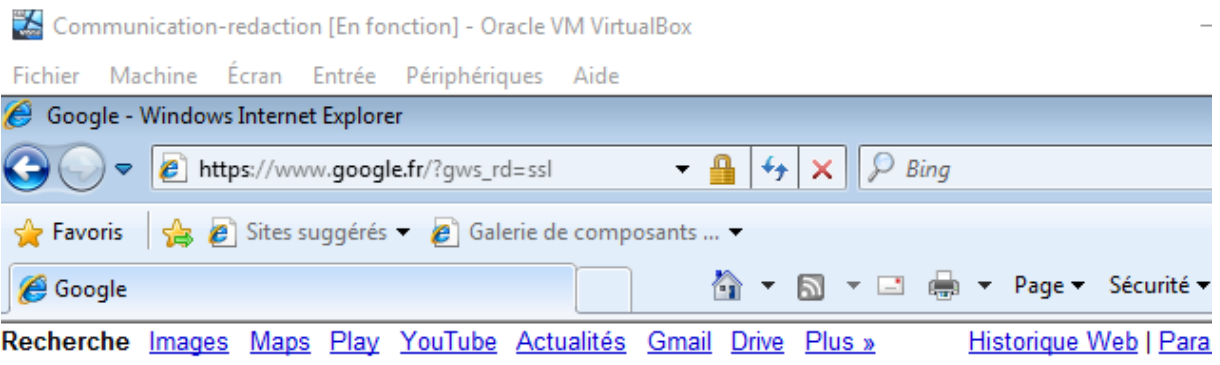 Communication-redaction [En fonction] - Oracle VM VirtualBox
Fichier Machine Écran Entrée Périphériques Aide
Google - Windows Internet Explorer
https://www.google.fr/?gws_rd=ssl Bing
Favoris Sites suggérés Galerie de composants ...
Google Page Sécurité
Recherche Images Maps Play YouTube Actualités Gmail Drive Plus » Historique Web | Para